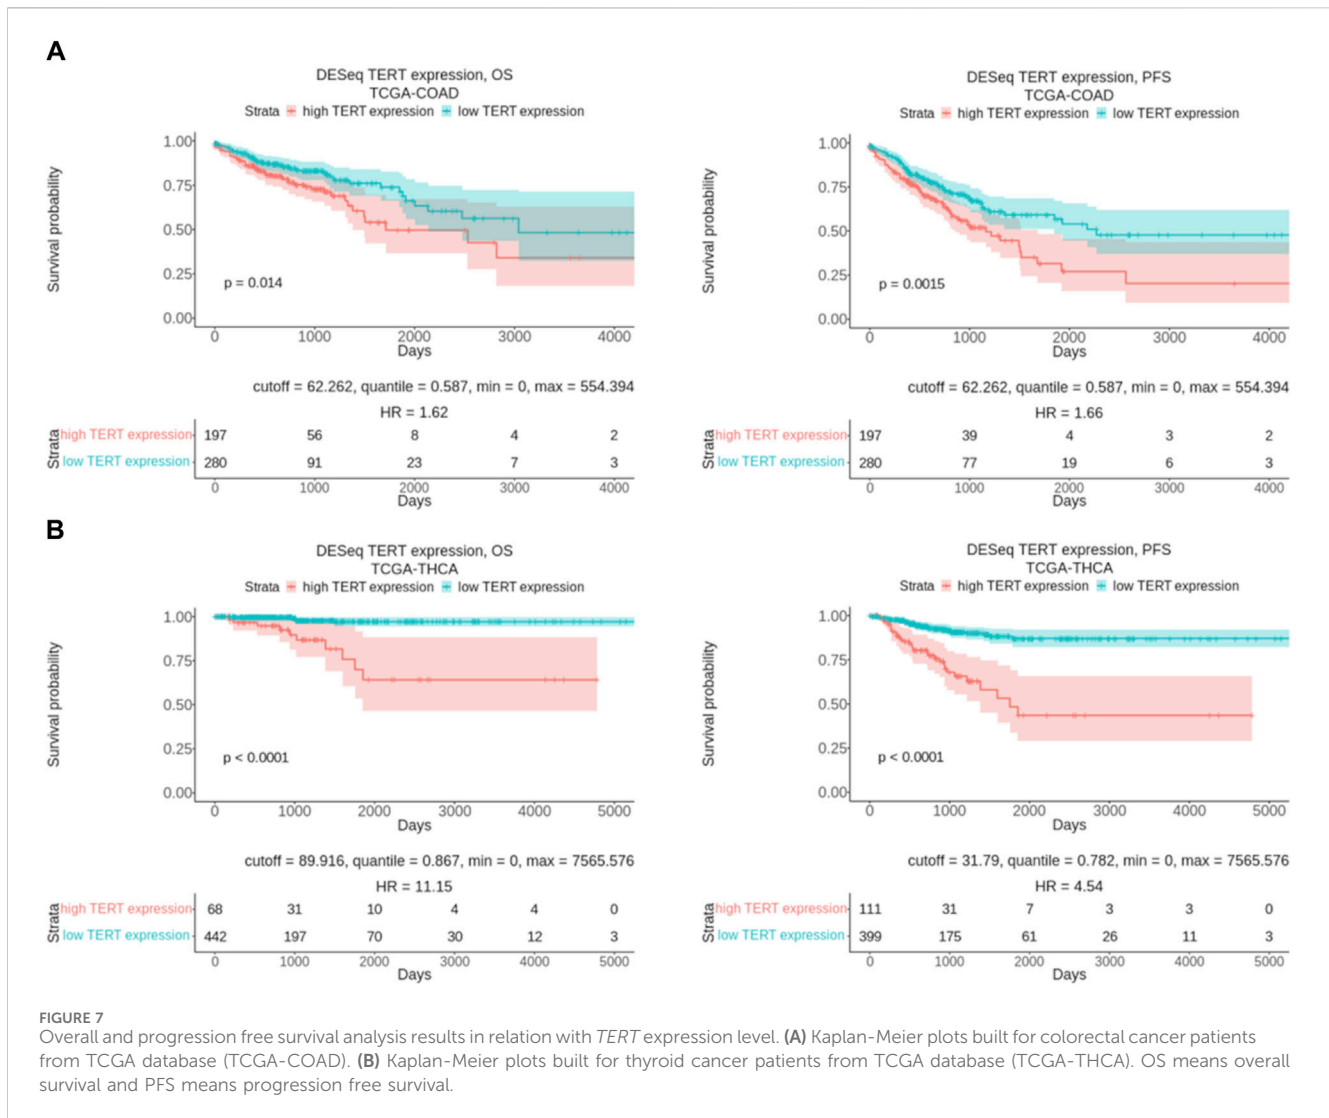 A
DESeq TERT expression, OS
TCGA-COAD
Strata high TERT expression low TERT expression
Survival probability
1.00
0.75
0.50
0.25
0.00
p = 0.014
0 1000 2000 3000 4000
Days
cutoff = 62.262, quantile = 0.587, min = 0, max = 554.394
HR = 1.62
Strata
high TERT expression 197 56 8 4 2
low TERT expression 280 91 23 7 3
0 1000 2000 3000 4000
Days
DESeq TERT expression, PFS
TCGA-COAD
Strata high TERT expression low TERT expression
Survival probability
1.00
0.75
0.50
0.25
0.00
p = 0.0015
0 1000 2000 3000 4000
Days
cutoff = 62.262, quantile = 0.587, min = 0, max = 554.394
HR = 1.66
Strata
high TERT expression 197 39 4 3 2
low TERT expression 280 77 19 6 3
0 1000 2000 3000 4000
Days
B
DESeq TERT expression, OS
TCGA-THCA
Strata high TERT expression low TERT expression
Survival probability
1.00
0.75
0.50
0.25
0.00
p < 0.0001
0 1000 2000 3000 4000 5000
Days
cutoff = 89.916, quantile = 0.867, min = 0, max = 7565.576
HR = 11.15
Strata
high TERT expression 68 31 10 4 4 0
low TERT expression 442 197 70 30 12 3
0 1000 2000 3000 4000 5000
Days
DESeq TERT expression, PFS
TCGA-THCA
Strata high TERT expression low TERT expression
Survival probability
1.00
0.75
0.50
0.25
0.00
p < 0.0001
0 1000 2000 3000 4000 5000
Days
cutoff = 31.79, quantile = 0.782, min = 0, max = 7565.576
HR = 4.54
Strata
high TERT expression 111 31 7 3 3 0
low TERT expression 399 175 61 26 11 3
0 1000 2000 3000 4000 5000
Days
FIGURE 7
Overall and progression free survival analysis results in relation with TERT expression level. (A) Kaplan-Meier plots built for colorectal cancer patients
from TCGA database (TCGA-COAD). (B) Kaplan-Meier plots built for thyroid cancer patients from TCGA database (TCGA-THCA). OS means overall
survival and PFS means progression free survival.